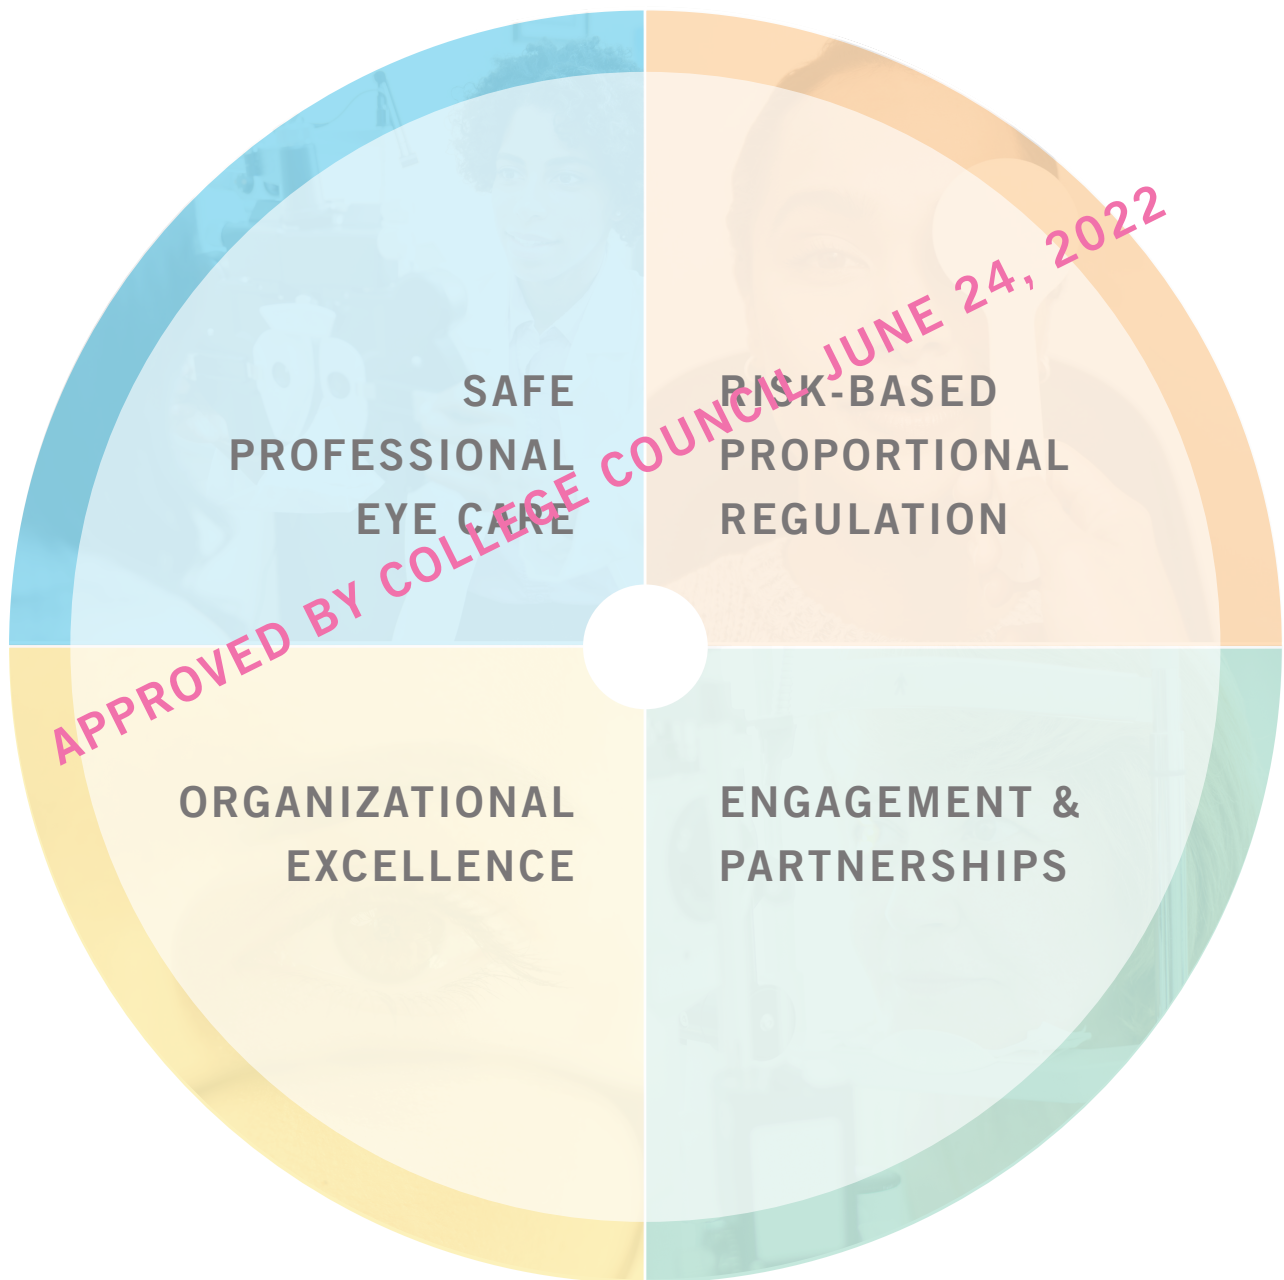 SAFE
PROFESSIONAL
EYE CARE
RISK-BASED
PROPORTIONAL
REGULATION
APPROVED BY COLLEGE COUNCIL JUNE 24, 2022
ORGANIZATIONAL
EXCELLENCE
ENGAGEMENT &
PARTNERSHIPS